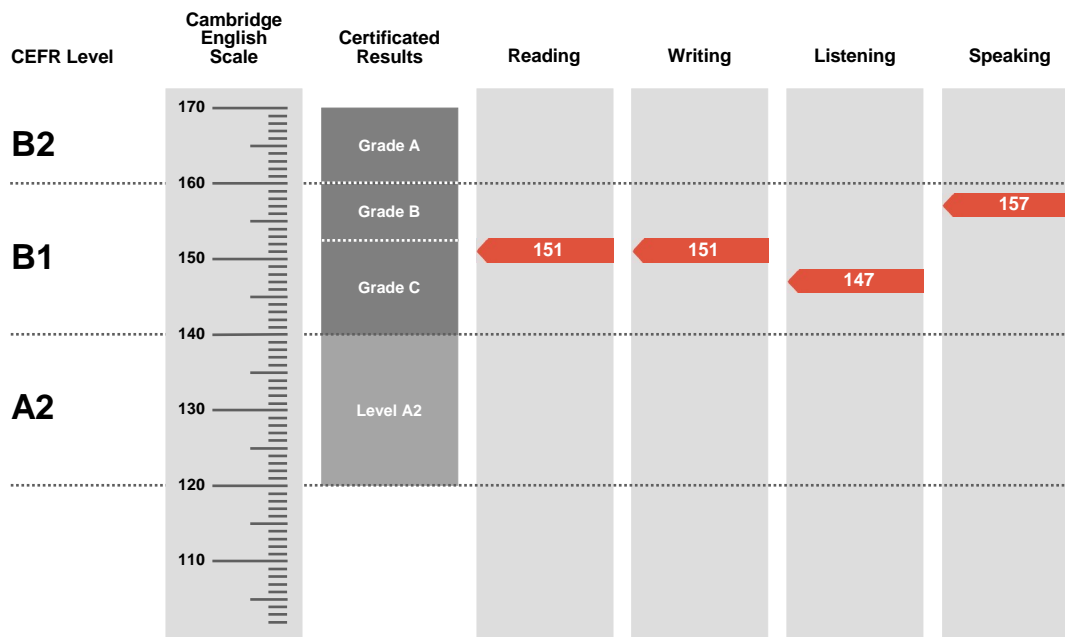 CEFR Level
Cambridge
English
Scale
Certificated
Results
Reading
Writing
Listening
Speaking
170
B2
Grade A
160
Grade B
157
B1
150
151
151
147
Grade C
140
A2
130
Level A2
120
110